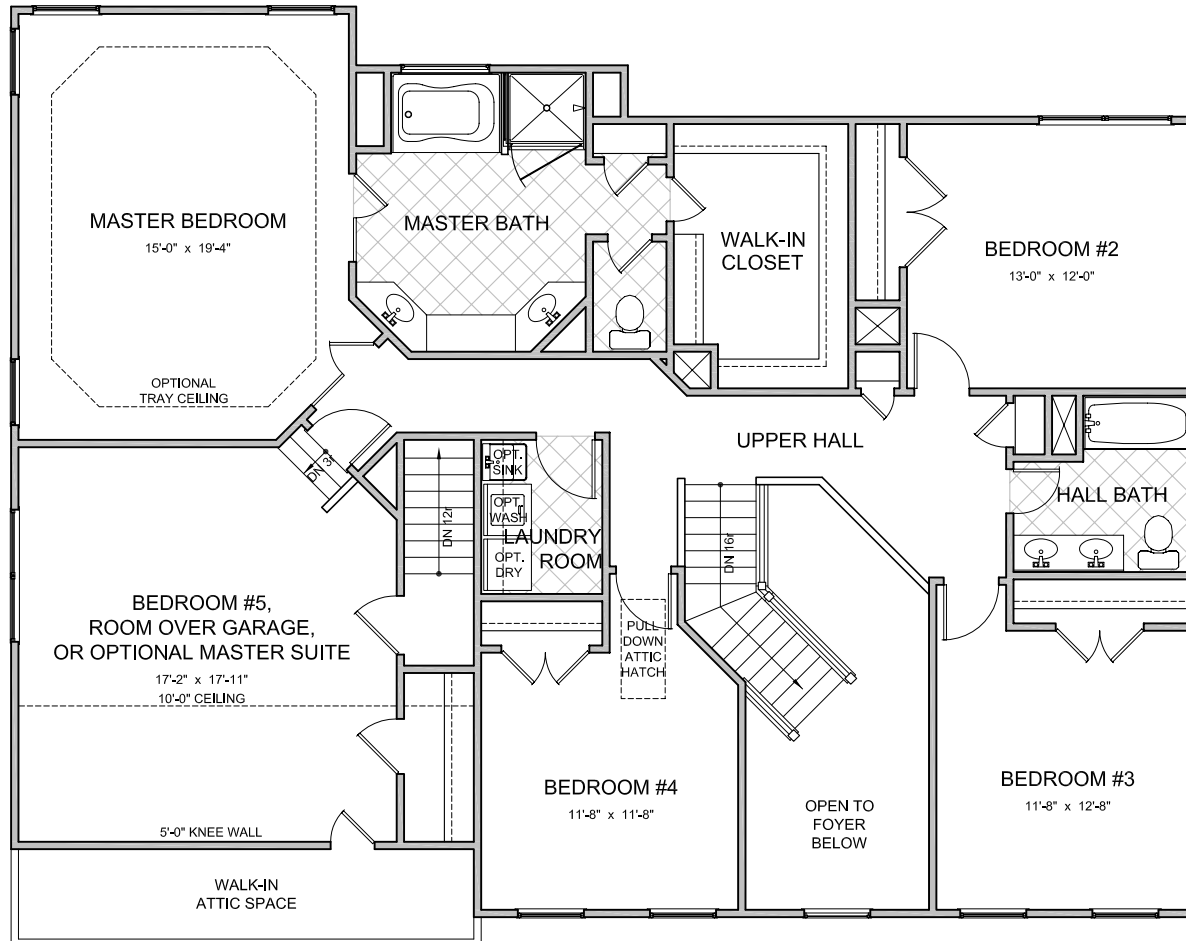 MASTER BEDROOM
15'-0" x 19'-4"
OPTIONAL
TRAY CEILING
MASTER BATH
WALK-IN
CLOSET
BEDROOM #2
13'-0" x 12'-0"
UPPER HALL
HALL BATH
DN 3r
DN 12r
OPT.
SINK
OPT.
WASH
OPT.
DRY
LAUNDRY
ROOM
DN 16r
BEDROOM #5,
ROOM OVER GARAGE,
OR OPTIONAL MASTER SUITE
17'-2" x 17'-11"
10'-0" CEILING
PULL
DOWN
ATTIC
HATCH
BEDROOM #4
11'-8" x 11'-8"
OPEN TO
FOYER
BELOW
BEDROOM #3
11'-8" x 12'-8"
5'-0" KNEE WALL
WALK-IN
ATTIC SPACE